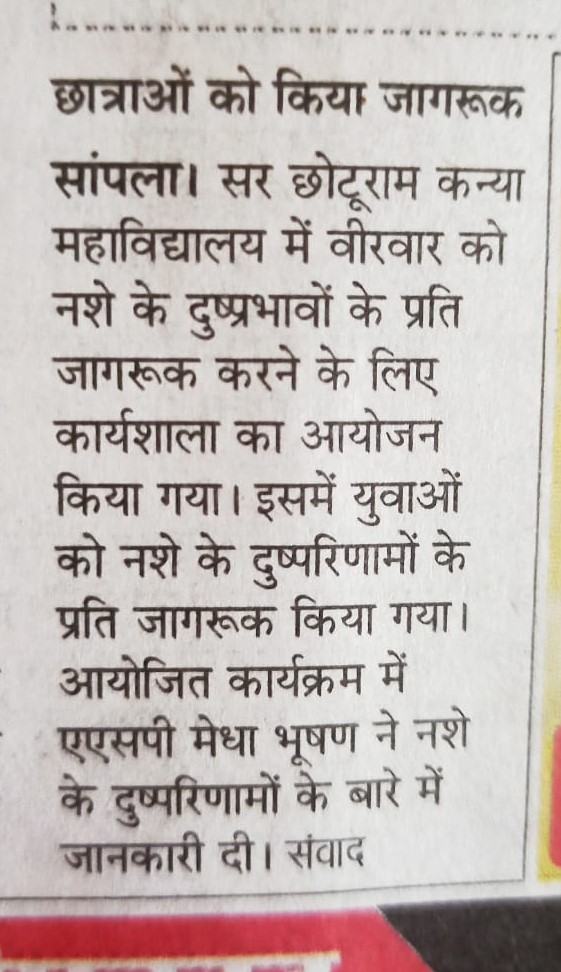 छात्राओं को किया जागरूक
सांपला। सर छोटूराम कन्या
महाविद्यालय में वीरवार को
नशे के दुष्प्रभावों के प्रति
जागरूक करने के लिए
कार्यशाला का आयोजन
किया गया। इसमें युवाओं
को नशे के दुष्परिणामों के
प्रति जागरूक किया गया।
आयोजित कार्यक्रम में
एएसपी मेधा भूषण ने नशे
के दुष्परिणामों के बारे में
जानकारी दी। संवाद